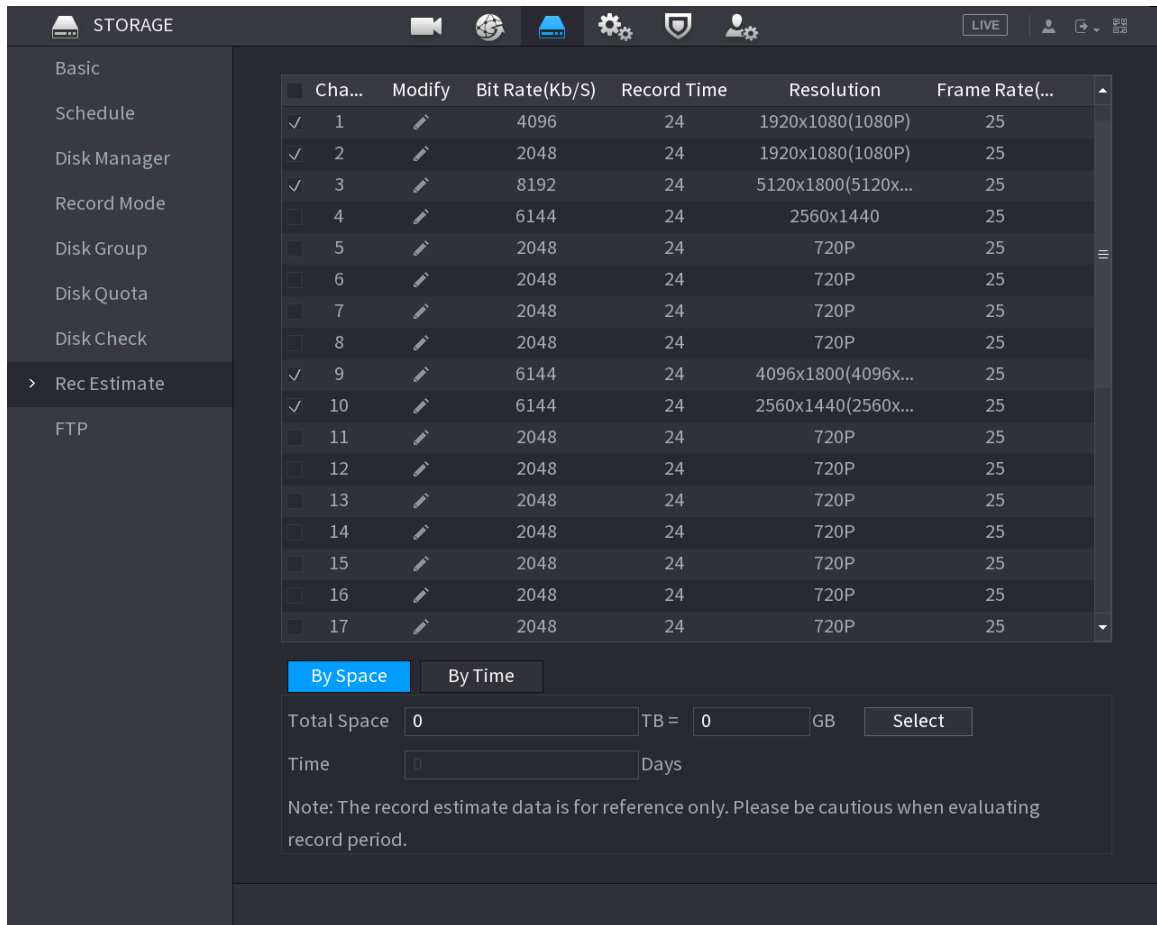 STORAGE LIVE
Basic
Schedule
Disk Manager
Record Mode
Disk Group
Disk Quota
Disk Check
Rec Estimate
FTP
Cha... Modify Bit Rate(Kb/S) Record Time Resolution Frame Rate(...
1 4096 24 1920x1080(1080P) 25
2 2048 24 1920x1080(1080P) 25
3 8192 24 5120x1800(5120x... 25
4 6144 24 2560x1440 25
5 2048 24 720P 25
6 2048 24 720P 25
7 2048 24 720P 25
8 2048 24 720P 25
9 6144 24 4096x1800(4096x... 25
10 6144 24 2560x1440(2560x... 25
11 2048 24 720P 25
12 2048 24 720P 25
13 2048 24 720P 25
14 2048 24 720P 25
15 2048 24 720P 25
16 2048 24 720P 25
17 2048 24 720P 25
By Space By Time
Total Space 0 TB = 0 GB Select
Time 0 Days
Note: The record estimate data is for reference only. Please be cautious when evaluating
record period.